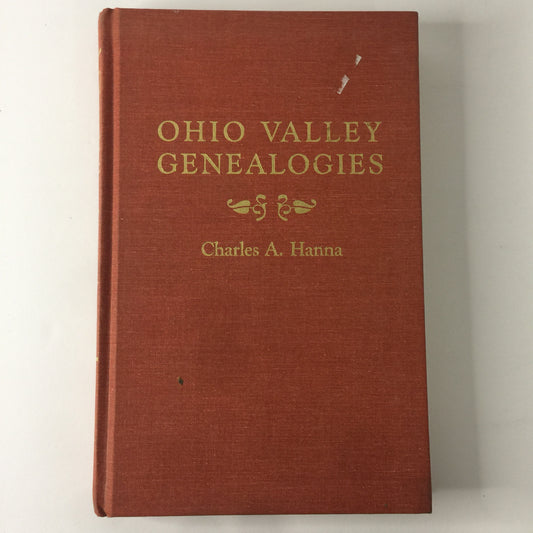 OHIO VALLEY
GENEALOGIES
Charles A. Hanna